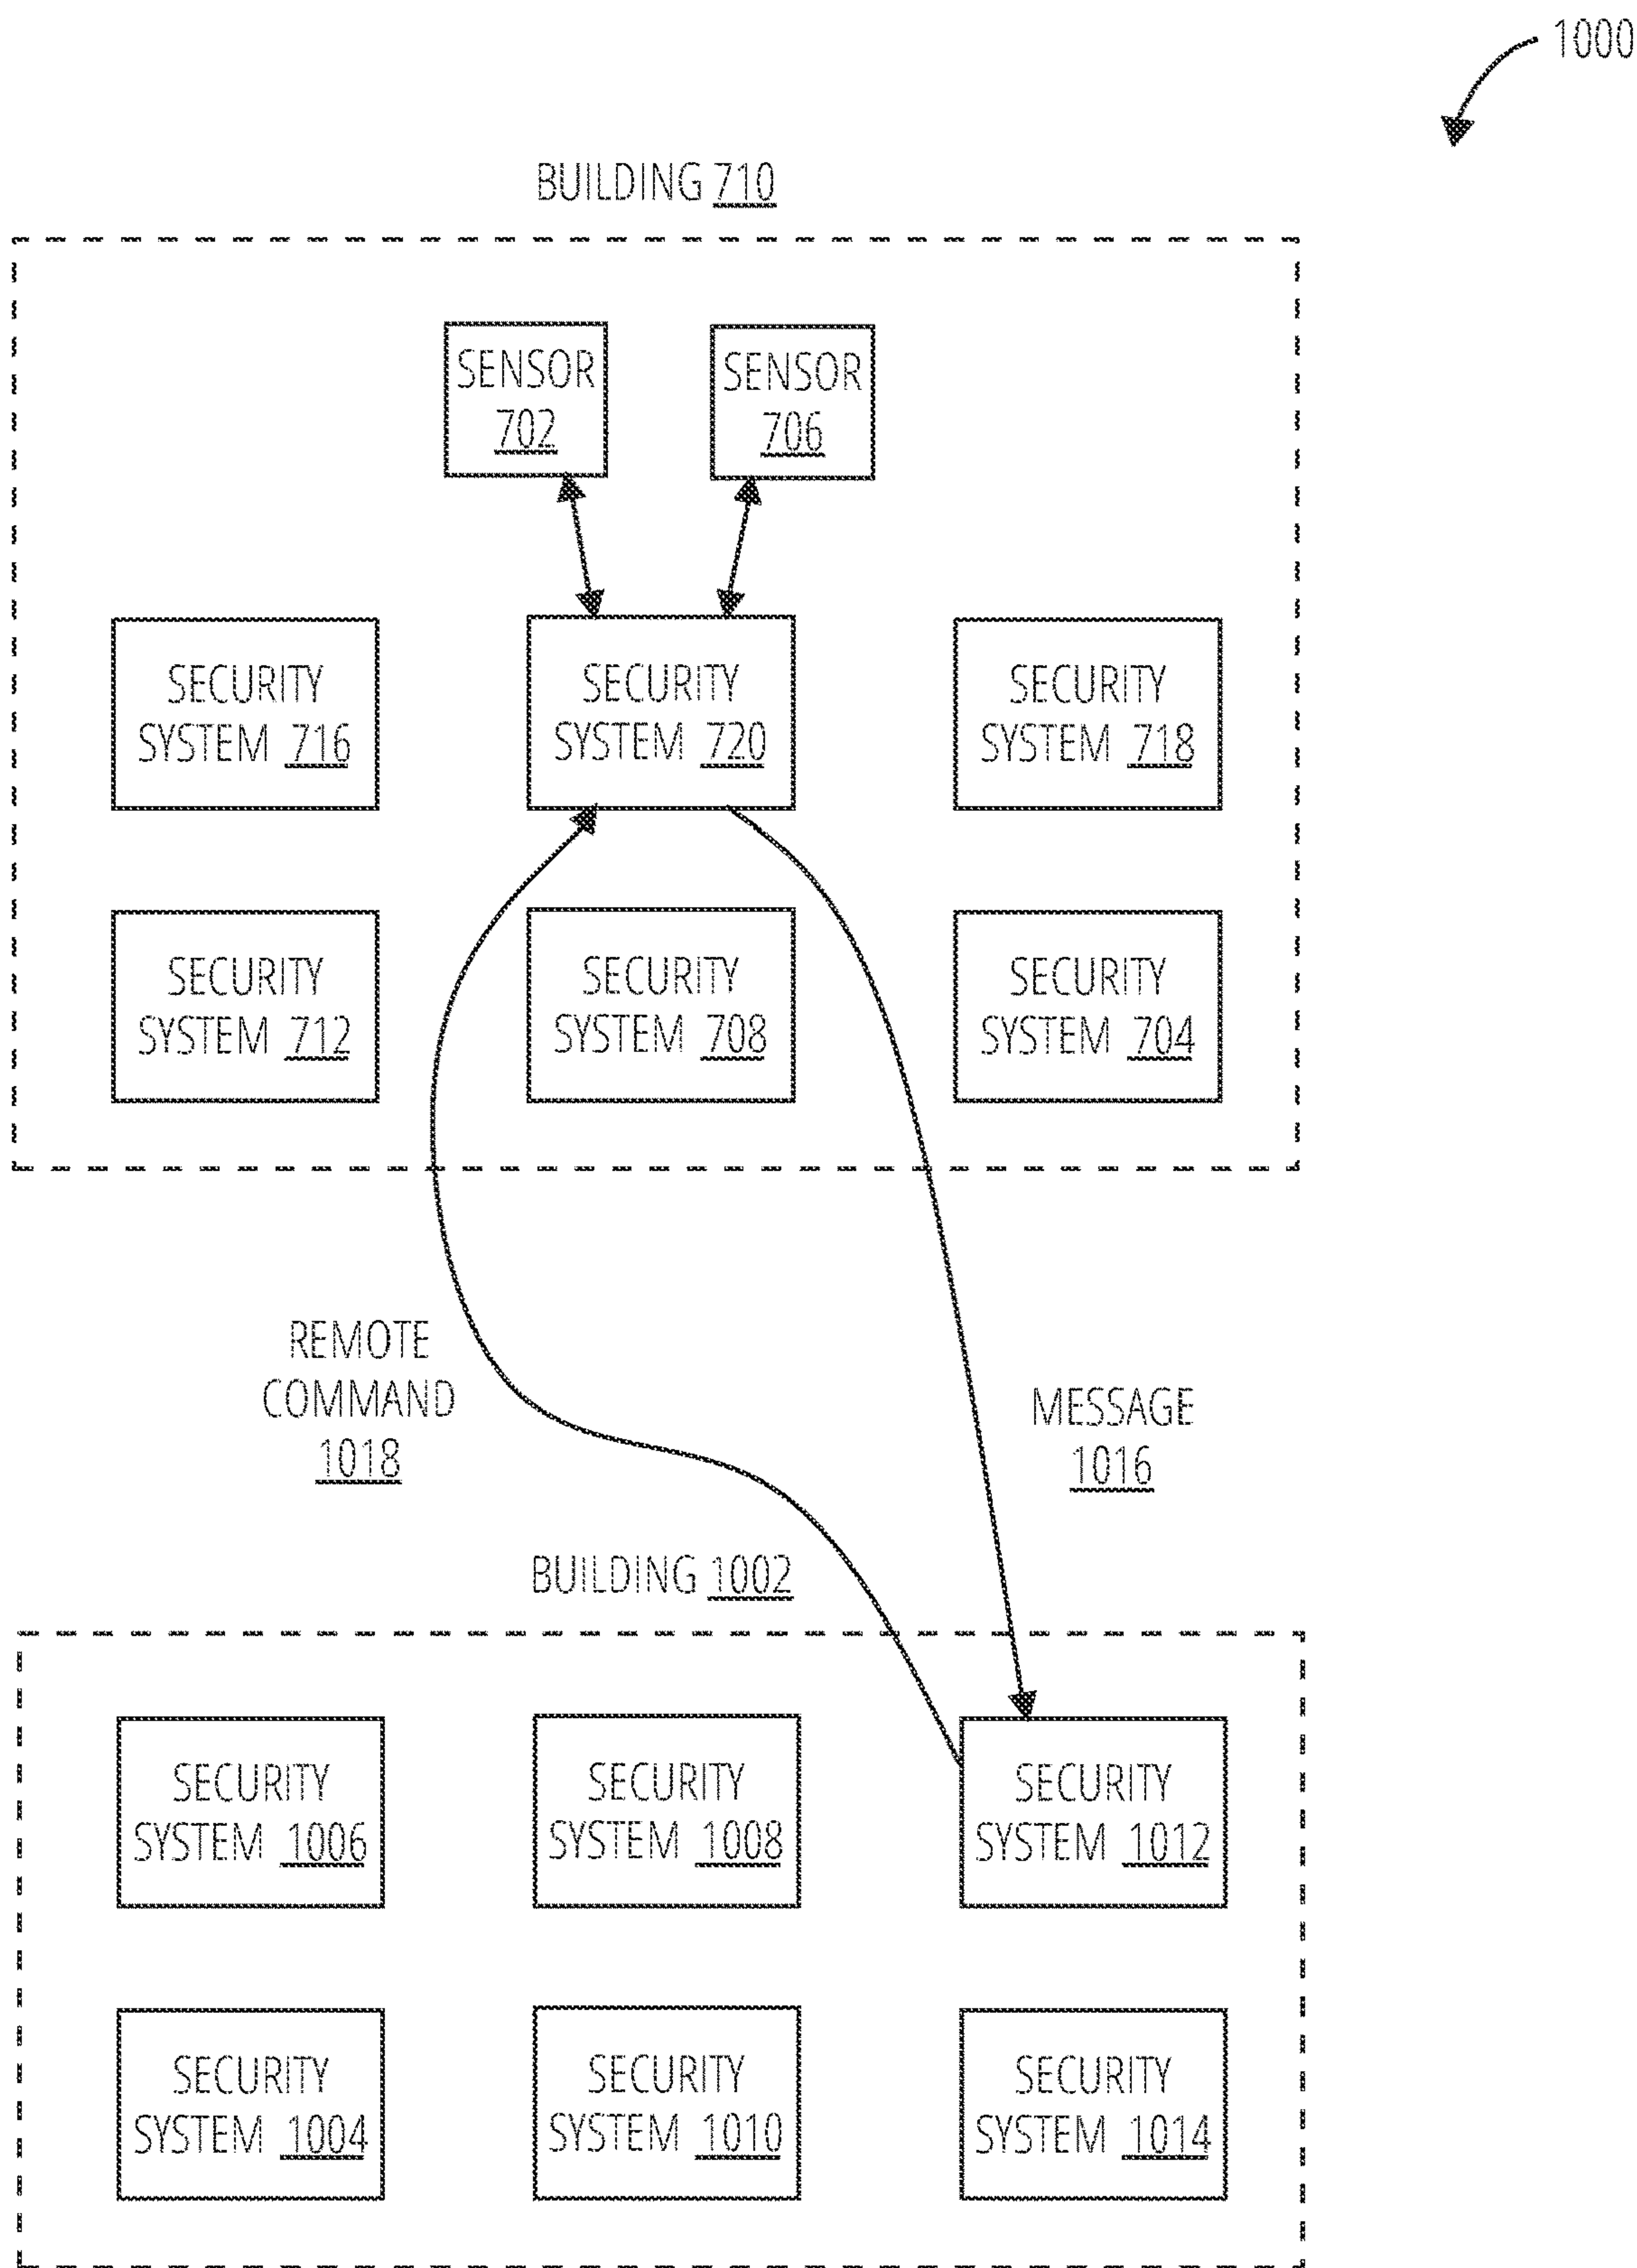 1000
BUILDING 710
SENSOR
702
SENSOR
706
SECURITY
SYSTEM 716
SECURITY
SYSTEM 720
SECURITY
SYSTEM 718
SECURITY
SYSTEM 712
SECURITY
SYSTEM 708
SECURITY
SYSTEM 704
REMOTE
COMMAND
1018
MESSAGE
1016
BUILDING 1002
SECURITY
SYSTEM 1006
SECURITY
SYSTEM 1008
SECURITY
SYSTEM 1012
SECURITY
SYSTEM 1004
SECURITY
SYSTEM 1010
SECURITY
SYSTEM 1014